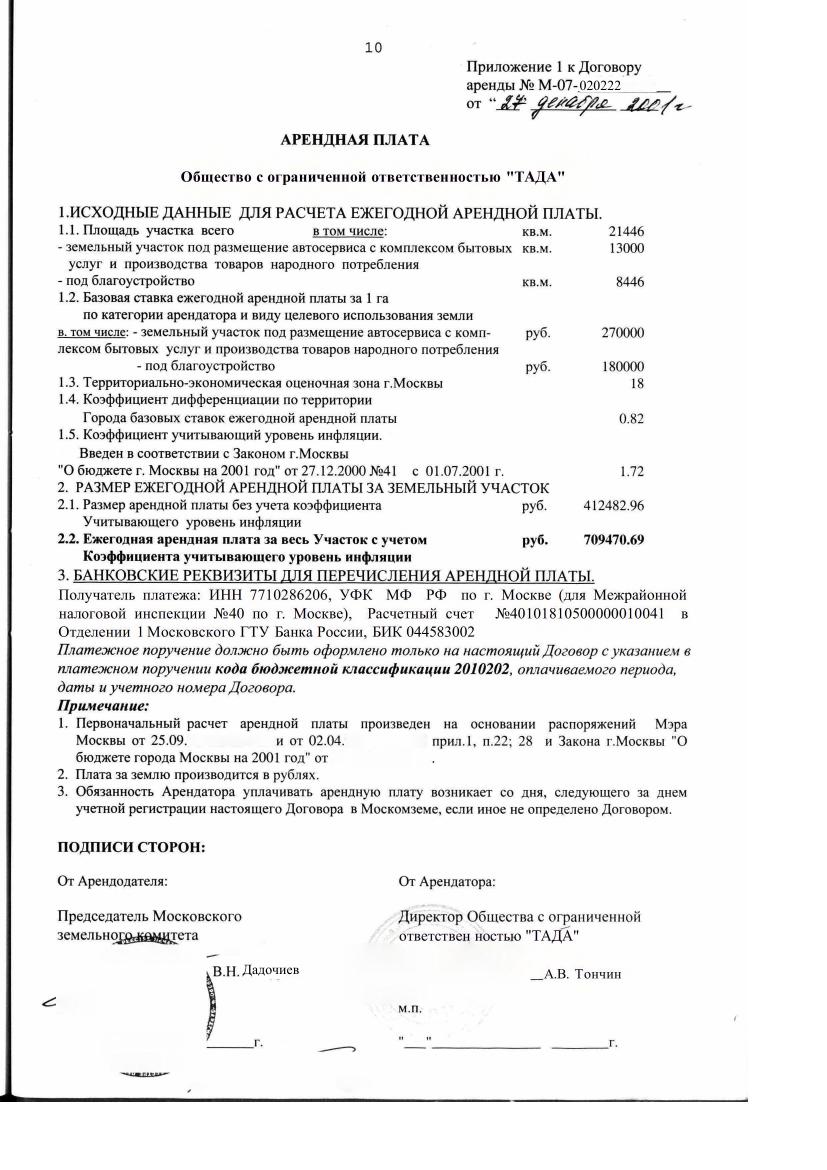 10
Приложение 1 к Договору
аренды № М-07-020222
от “ 27 декабря 2001г
АРЕНДНАЯ ПЛАТА
Общество с ограниченной ответственностью "ТАДА"
1.ИСХОДНЫЕ ДАННЫЕ ДЛЯ РАСЧЕТА ЕЖЕГОДНОЙ АРЕНДНОЙ ПЛАТЫ.
1.1. Площадь участка всего в том числе: кв.м. 21446
- земельный участок под размещение автосервиса с комплексом бытовых кв.м. 13000
услуг и производства товаров народного потребления
- под благоустройство кв.м. 8446
1.2. Базовая ставка ежегодной арендной платы за 1 га
по категории арендатора и виду целевого использования земли
в. том числе: - земельный участок под размещение автосервиса с комп- руб. 270000
лексом бытовых услуг и производства товаров народного потребления
- под благоустройство руб. 180000
1.3. Территориально-экономическая оценочная зона г.Москвы 18
1.4. Коэффициент дифференциации по территории
Города базовых ставок ежегодной арендной платы 0.82
1.5. Коэффициент учитывающий уровень инфляции.
Введен в соответствии с Законом г.Москвы
"О бюджете г. Москвы на 2001 год" от 27.12.2000 №41 с 01.07.2001 г. 1.72
2. РАЗМЕР ЕЖЕГОДНОЙ АРЕНДНОЙ ПЛАТЫ ЗА ЗЕМЕЛЬНЫЙ УЧАСТОК
2.1. Размер арендной платы без учета коэффициента руб. 412482.96
Учитывающего уровень инфляции
2.2. Ежегодная арендная плата за весь Участок с учетом руб. 709470.69
Коэффициента учитывающего уровень инфляции
3. БАНКОВСКИЕ РЕКВИЗИТЫ ДЛЯ ПЕРЕЧИСЛЕНИЯ АРЕНДНОЙ ПЛАТЫ.
Получатель платежа: ИНН 7710286206, УФК МФ РФ по г. Москве (для Межрайонной
налоговой инспекции №40 по г. Москве), Расчетный счет №40101810500000010041 в
Отделении 1 Московского ГТУ Банка России, БИК 044583002
Платежное поручение должно быть оформлено только на настоящий Договор с указанием в
платежном поручении кода бюджетной классификации 2010202, оплачиваемого периода,
даты и учетного номера Договора.
Примечание:
1. Первоначальный расчет арендной платы произведен на основании распоряжений Мэра
Москвы от 25.09. и от 02.04. прил.1, п.22; 28 и Закона г.Москвы "О
бюджете города Москвы на 2001 год" от .
2. Плата за землю производится в рублях.
3. Обязанность Арендатора уплачивать арендную плату возникает со дня, следующего за днем
учетной регистрации настоящего Договора в Москомземе, если иное не определено Договором.
ПОДПИСИ СТОРОН:
От Арендодателя: От Арендатора:
Председатель Московского Директор Общества с ограниченной
земельного комитета ответствен ностью "ТАДА"
В.Н. Дадочиев __А.В. Тончин
м.п.
______г. "___"______________ _______г.